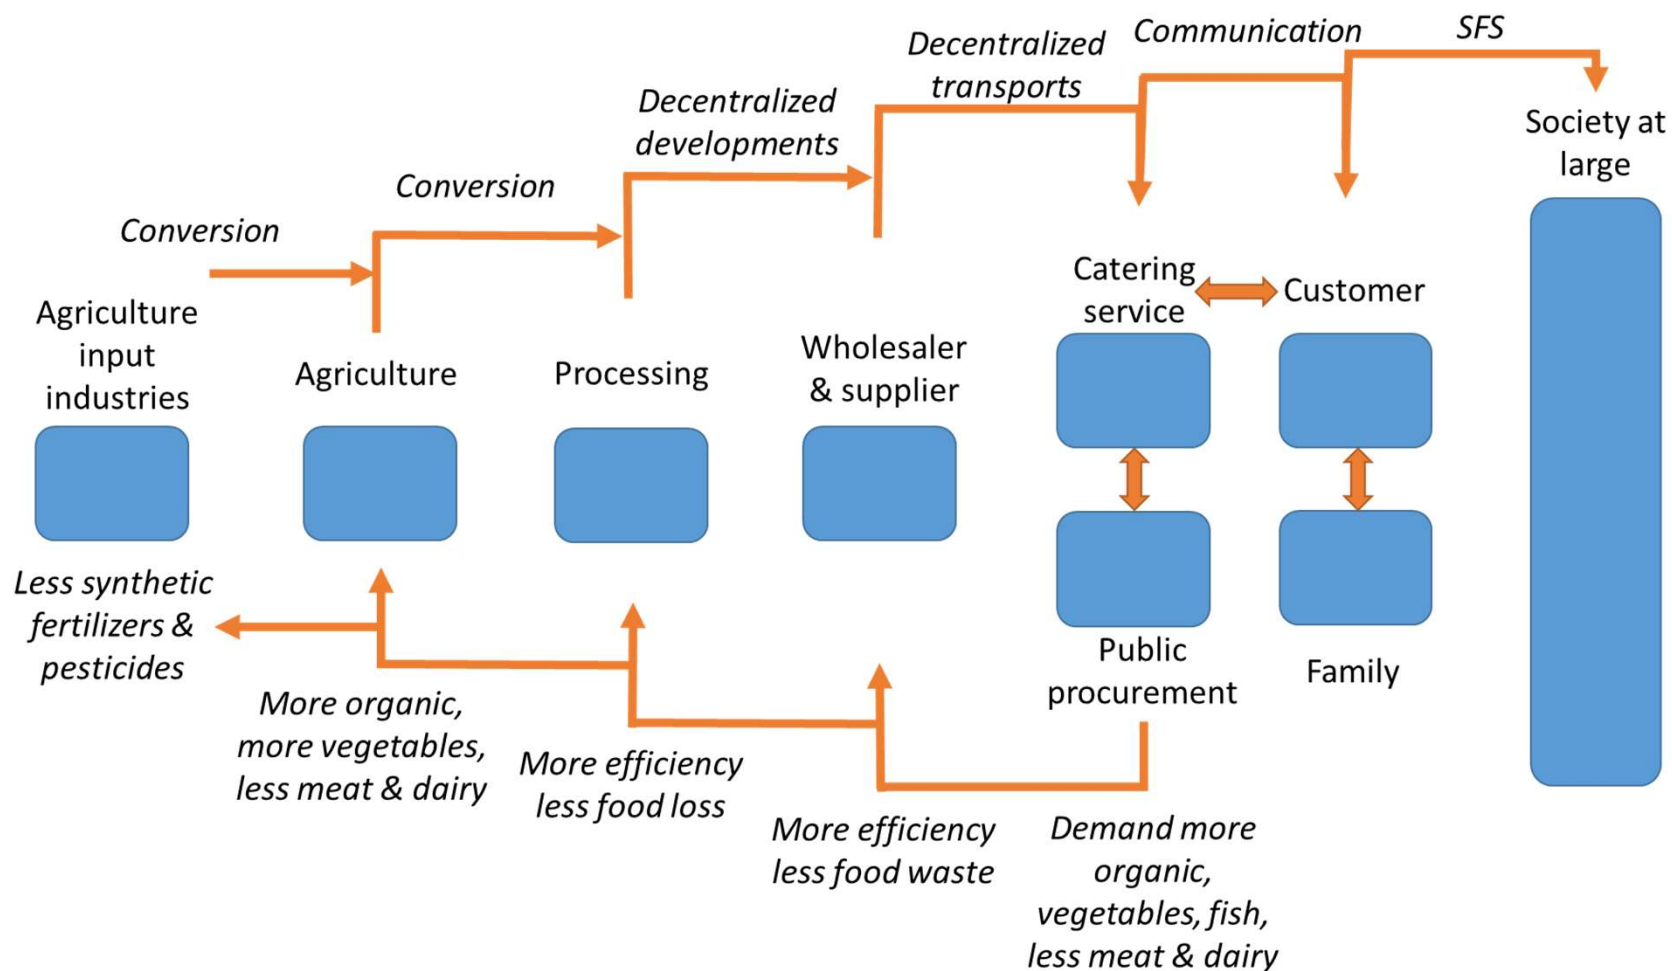 SFS
Communication
Decentralized
transports
Decentralized
developments
Conversion
Conversion
Society at
large
Agriculture
input
industries
Agriculture
Processing
Wholesaler
& supplier
Catering
service
Customer
Less synthetic
fertilizers &
pesticides
More organic,
more vegetables,
less meat & dairy
More efficiency
less food loss
More efficiency
less food waste
Public
procurement
Family
Demand more
organic,
vegetables, fish,
less meat & dairy